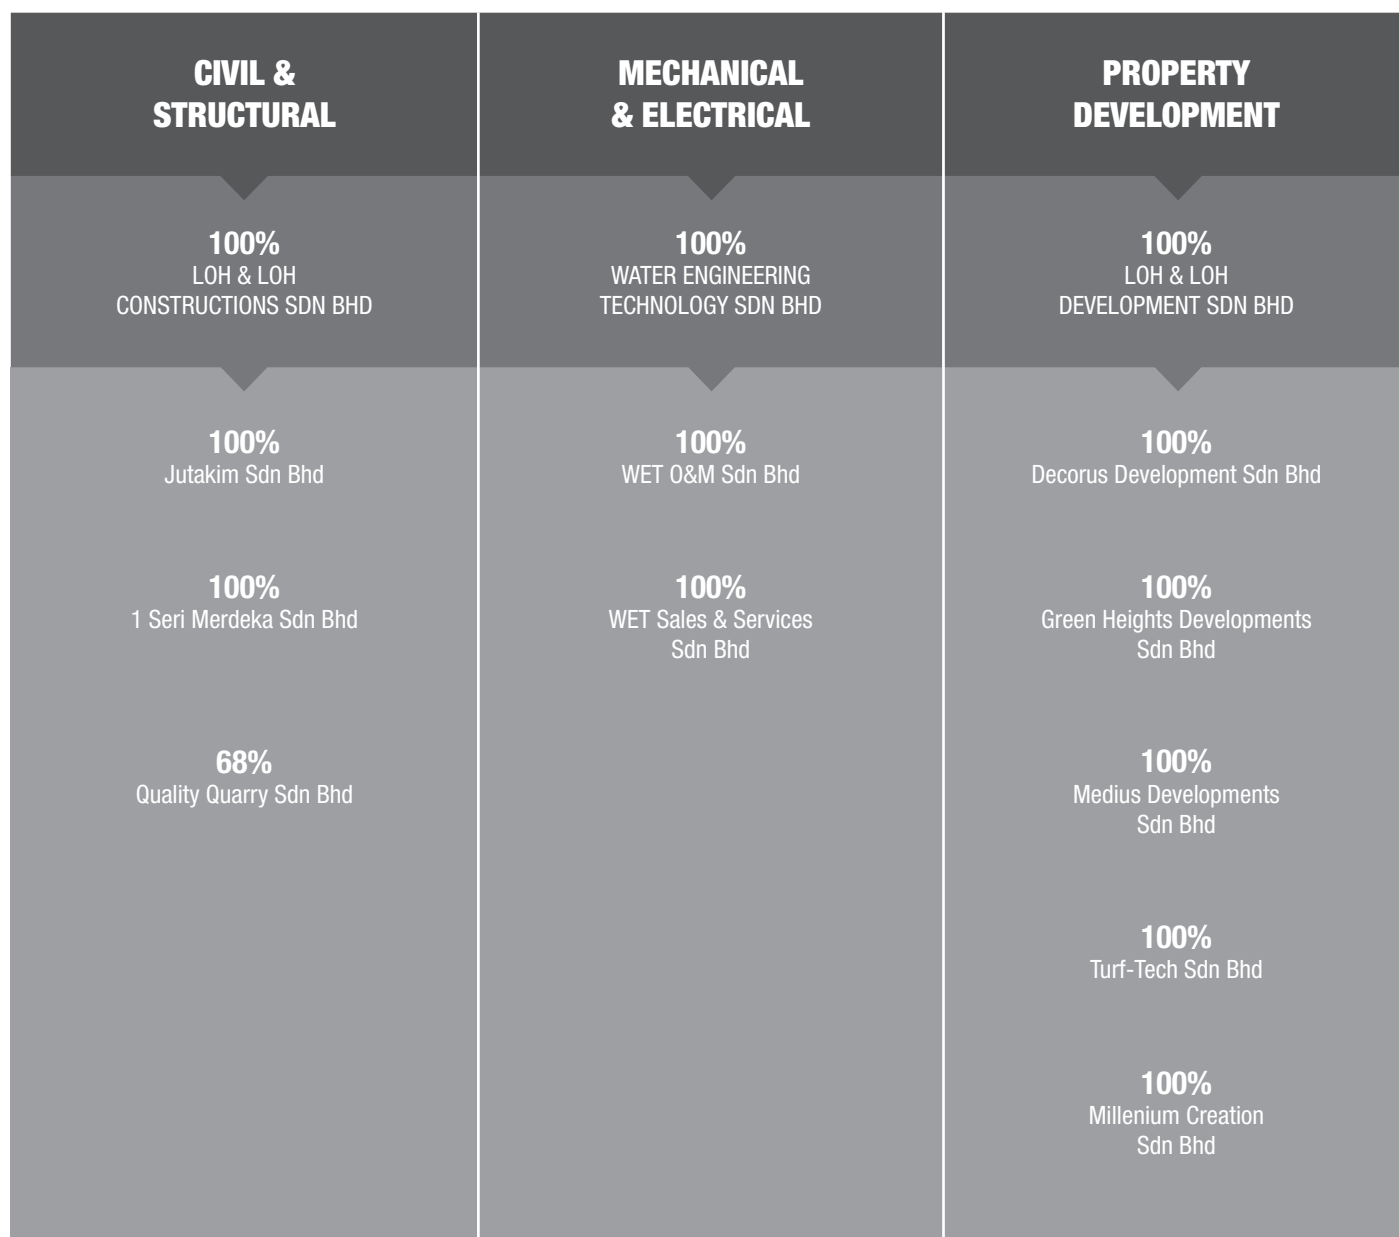 CIVIL &
STRUCTURAL
100%
LOH & LOH
CONSTRUCTIONS SDN BHD
100%
Jutakim Sdn Bhd
100%
1 Seri Merdeka Sdn Bhd
68%
Quality Quarry Sdn Bhd
MECHANICAL
& ELECTRICAL
100%
WATER ENGINEERING
TECHNOLOGY SDN BHD
100%
WET O&M Sdn Bhd
100%
WET Sales & Services
Sdn Bhd
PROPERTY
DEVELOPMENT
100%
LOH & LOH
DEVELOPMENT SDN BHD
100%
Decorus Development Sdn Bhd
100%
Green Heights Developments
Sdn Bhd
100%
Medius Developments
Sdn Bhd
100%
Turf-Tech Sdn Bhd
100%
Millenium Creation
Sdn Bhd